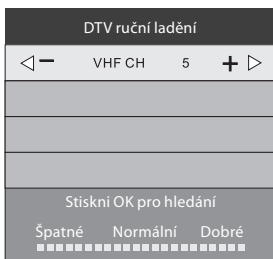 DTV ruční ladění
VHF CH 5
Stiskni OK pro hledání
Špatné Normální Dobré